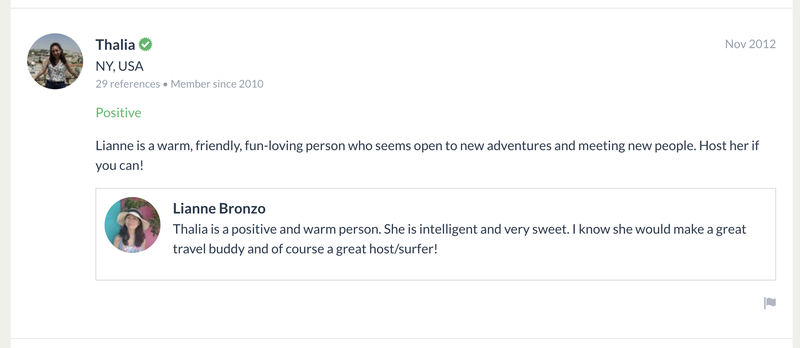 Thalia
Nov 2012
NY, USA
29 references • Member since 2010
Positive
Lianne is a warm, friendly, fun-loving person who seems open to new adventures and meeting new people. Host her if
you can!
Lianne Bronzo
Thalia is a positive and warm person. She is intelligent and very sweet. I know she would make a great
travel buddy and of course a great host/surfer!